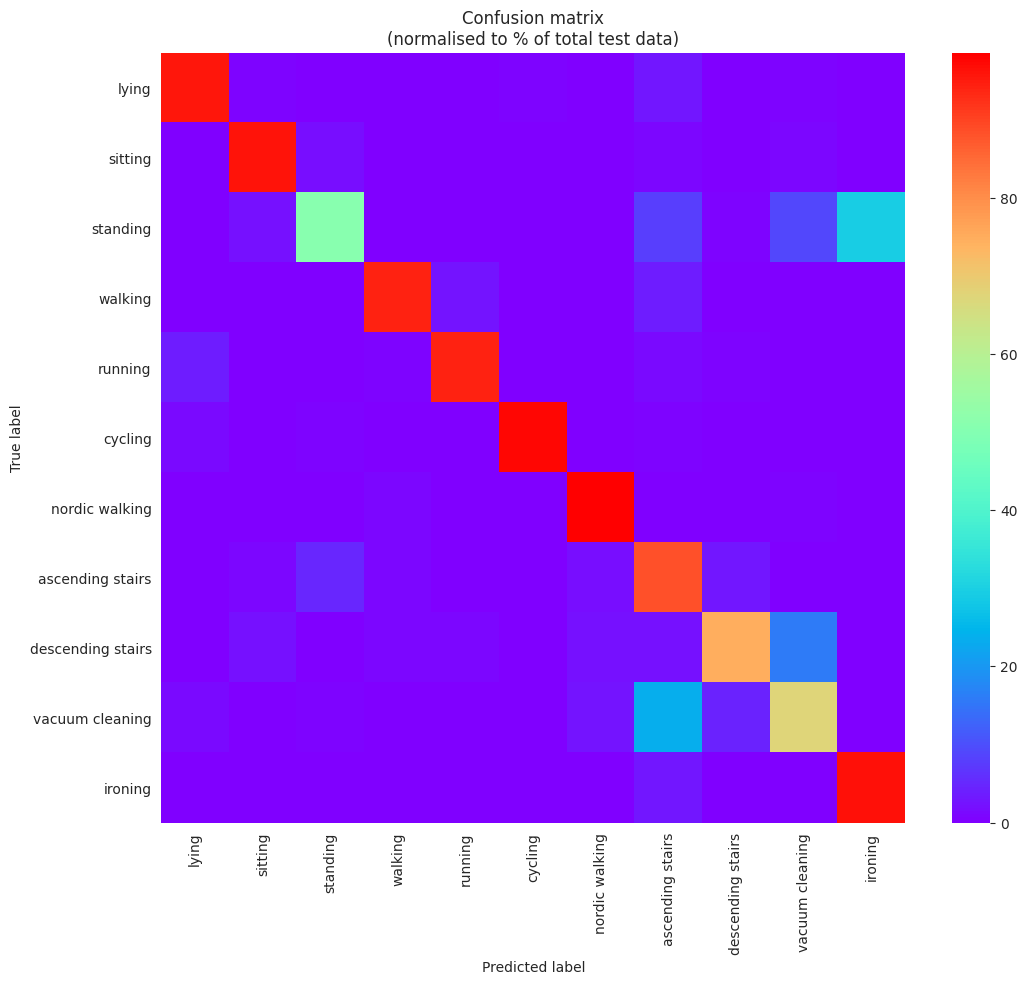 Confusion matrix
(normalised to % of total test data)
True label
lying
sitting
standing
walking
running
cycling
nordic walking
ascending stairs
descending stairs
vacuum cleaning
ironing
80
60
40
20
0
lying
sitting
standing
walking
running
cycling
nordic walking
ascending stairs
descending stairs
vacuum cleaning
ironing
Predicted label